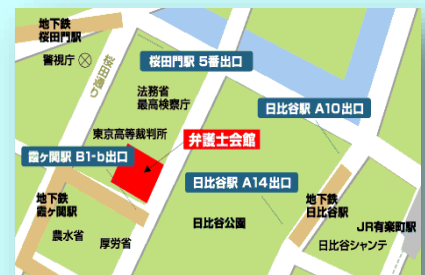 地下鉄
桜田門駅
警視庁
桜田通り
桜田門駅 5番出口
法務省
最高検察庁
日比谷駅 A10出口
東京高等裁判所
弁護士会館
霞ヶ関駅 B1-b出口
日比谷駅 A14出口
地下鉄
霞ヶ関駅
農水省
厚労省
日比谷公園
地下鉄
日比谷駅
JR有楽町駅
日比谷シャンテ